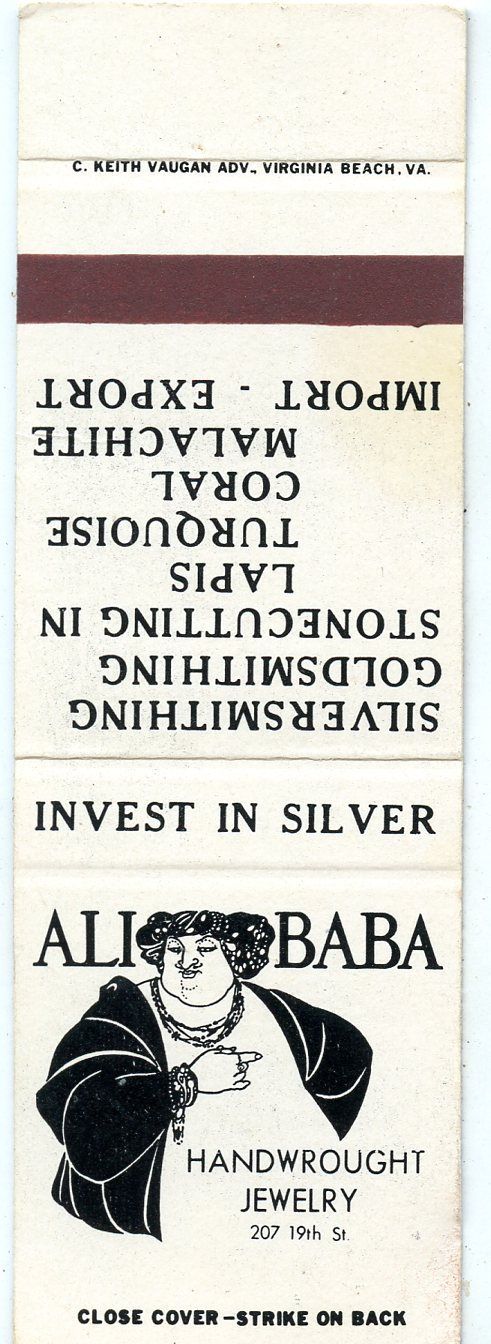 C. KEITH VAUGAN ADV., VIRGINIA BEACH, VA.
SILVERSMITHING
GOLDSMITHING
STONECUTTING IN
LAPIS
TURQUOISE
CORAL
MALACHITE
IMPORT - EXPORT
INVEST IN SILVER
ALI BABA
HANDWROUGHT
JEWELRY
207 19th St.
CLOSE COVER-STRIKE ON BACK